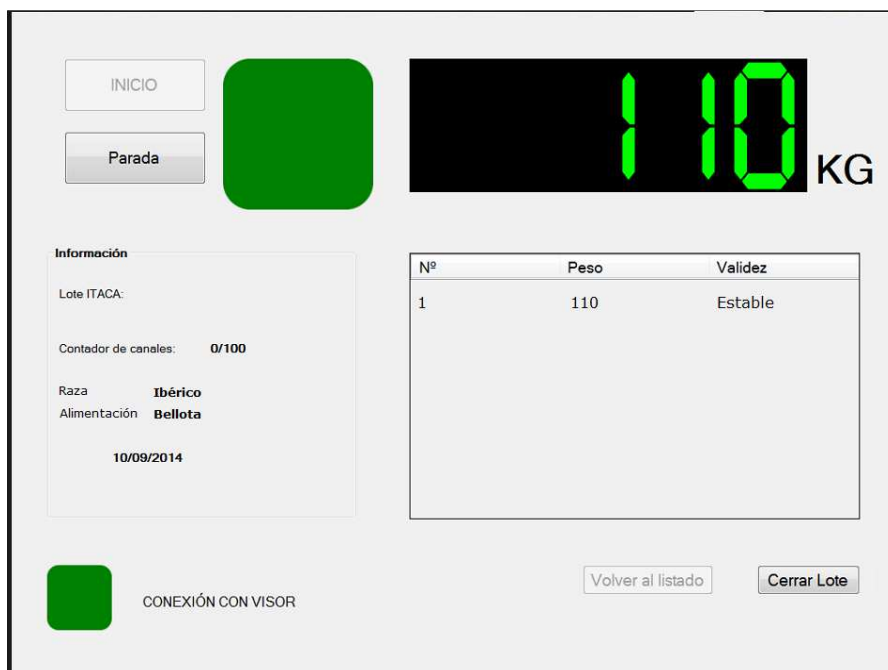 INICIO
Parada
110 KG
Información
Lote ITACA:
Contador de canales: 0/100
Raza Ibérico
Alimentación Bellota
10/09/2014
Nº Peso Validez
1 110 Estable
CONEXIÓN CON VISOR
Volver al listado
Cerrar Lote